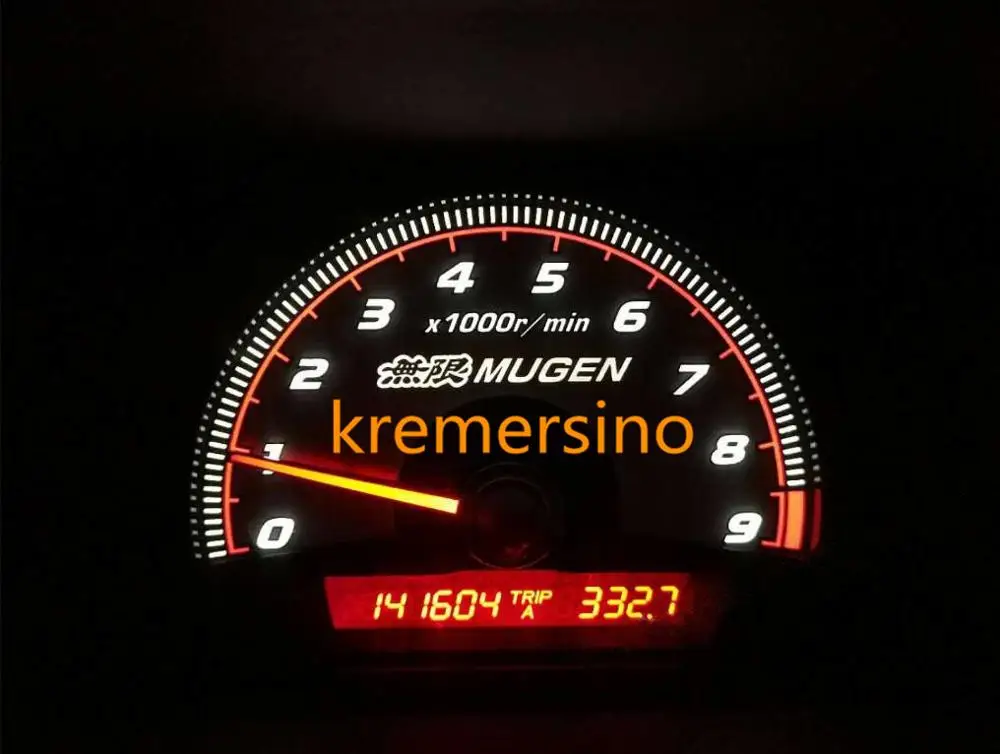 4 5
3 6
x1000r/min
2 7
無限 MUGEN
kremersino
1 8
0 9
141604 TRIP A 332.7